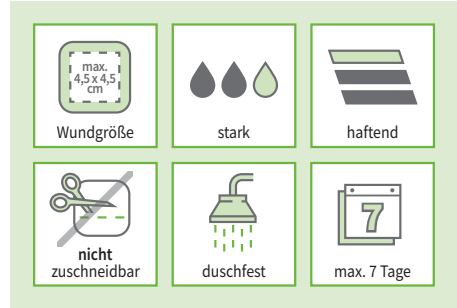 max.
4,5 x 4,5
cm
Wundgröße
stark
haftend
nicht
zuschneidbar
duschfest
7
max. 7 Tage